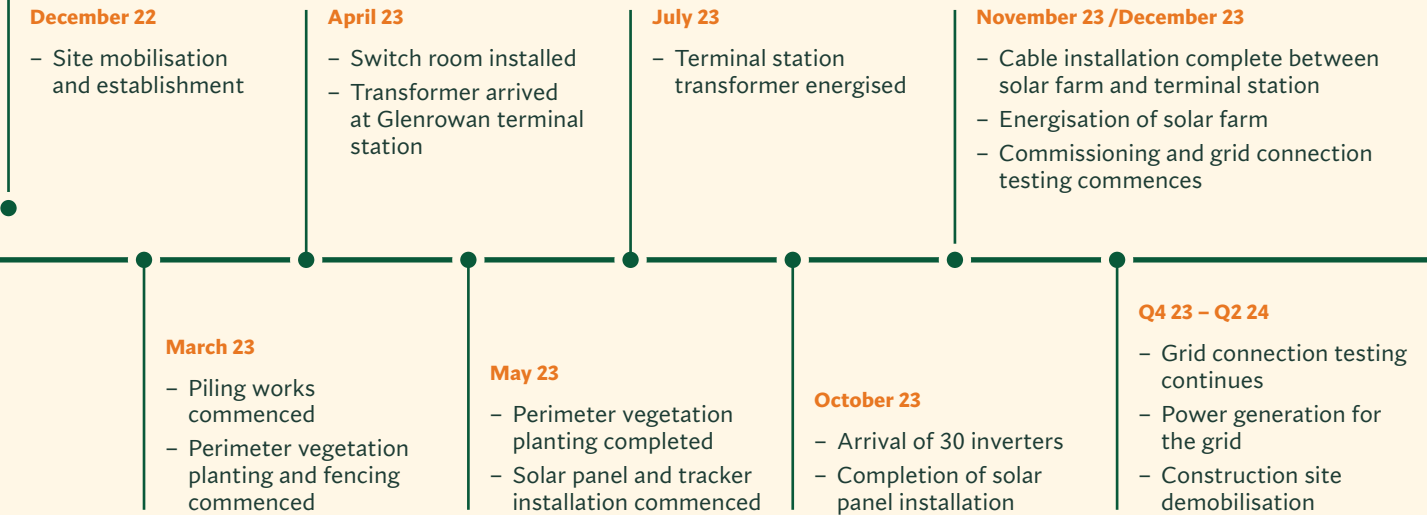 December 22
– Site mobilisation
and establishment
April 23
– Switch room installed
– Transformer arrived
at Glenrowan terminal
station
July 23
– Terminal station
transformer energised
November 23 /December 23
– Cable installation complete between
solar farm and terminal station
– Energisation of solar farm
– Commissioning and grid connection
testing commences
March 23
– Piling works
commenced
– Perimeter vegetation
planting and fencing
commenced
May 23
– Perimeter vegetation
planting completed
– Solar panel and tracker
installation commenced
October 23
– Arrival of 30 inverters
– Completion of solar
panel installation
Q4 23 – Q2 24
– Grid connection testing
continues
– Power generation for
the grid
– Construction site
demobilisation